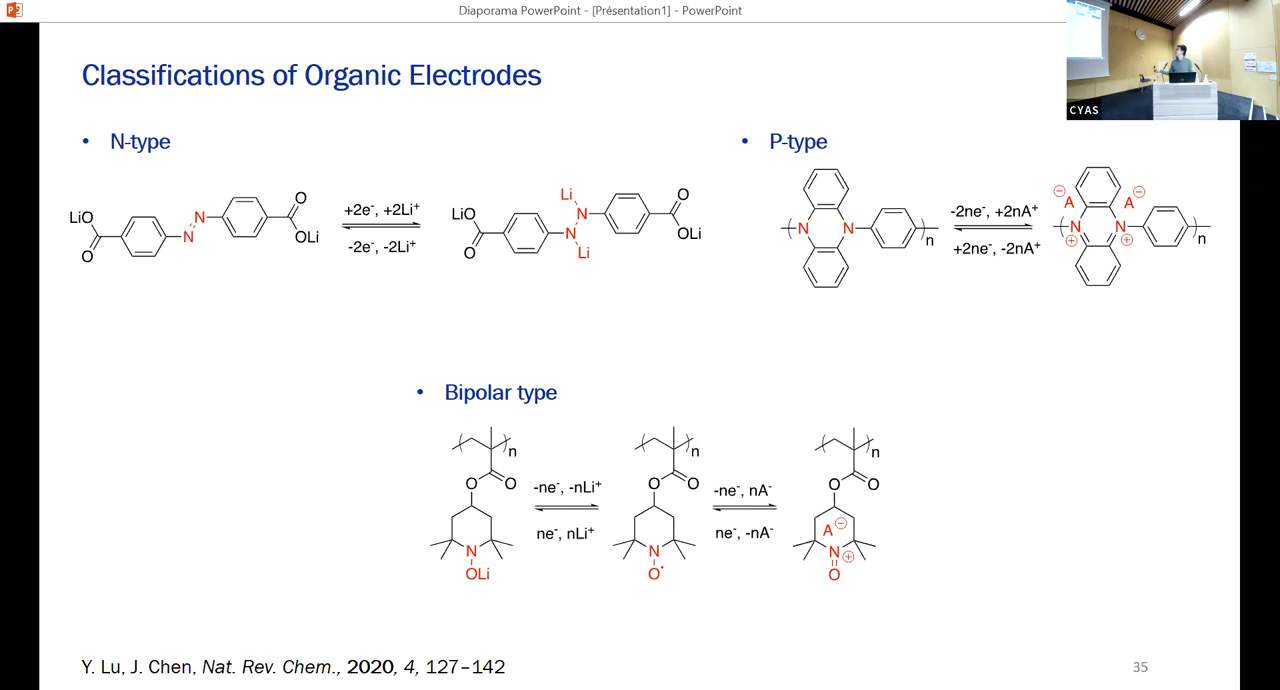 Diaporama PowerPoint - [Présentation1] - PowerPoint
CYAS
Classifications of Organic Electrodes
• N-type
LiO
O
N
N
O
OLi
+2e⁻, +2Li⁺
-2e⁻, -2Li⁺
LiO
O
Li
N
N
Li
O
OLi
• P-type
N
N
n
-2ne⁻, +2nA⁺
+2ne⁻, -2nA⁺
A
⊖
A
⊖
N
⊕
N
⊕
n
• Bipolar type
n
O
O
N
OLi
-ne⁻, -nLi⁺
ne⁻, nLi⁺
n
O
O
N
O•
-ne⁻, nA⁻
ne⁻, -nA⁻
n
O
O
A⊖
N⊕
O
Y. Lu, J. Chen, Nat. Rev. Chem., 2020, 4, 127–142
35